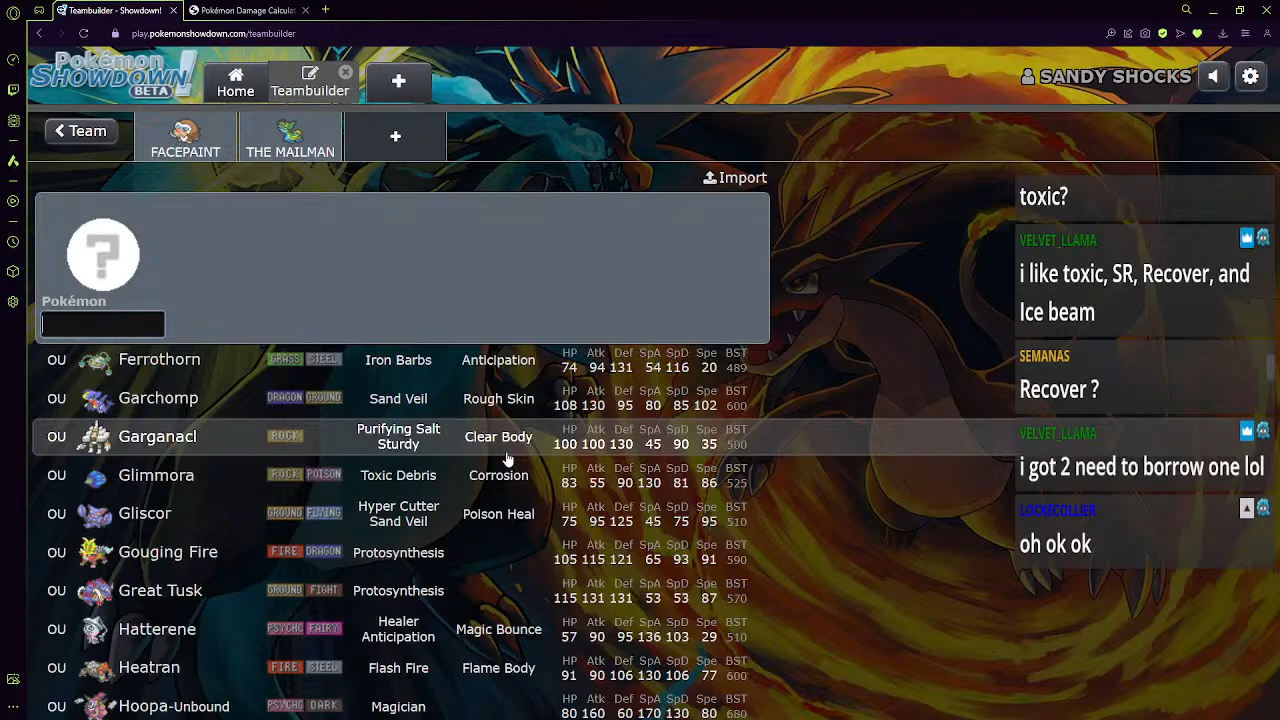 Teambuilder - Showdown!
Pokémon Damage Calculat
play.pokemonshowdown.com/teambuilder
Pokémon
SHOWDOWN!
BETA
Home
Teambuilder
SANDY SHOCKS
Team
FACEPAINT
THE MAILMAN
Import
Pokémon
OU Ferrothorn GRASS STEEL Iron Barbs Anticipation HP 74 Atk 94 Def 131 SpA 54 SpD 116 Spe 20 BST 489
OU Garchomp DRAGON GROUND Sand Veil Rough Skin HP 108 Atk 130 Def 95 SpA 80 SpD 85 Spe 102 BST 600
OU Garganacl ROCK Purifying Salt Sturdy Clear Body HP 100 Atk 100 Def 130 SpA 45 SpD 90 Spe 35 BST 500
OU Glimmora ROCK POISON Toxic Debris Corrosion HP 83 Atk 55 Def 90 SpA 130 SpD 81 Spe 86 BST 525
OU Gliscor GROUND FLYING Hyper Cutter Sand Veil Poison Heal HP 75 Atk 95 Def 125 SpA 45 SpD 75 Spe 95 BST 510
OU Gouging Fire FIRE DRAGON Protosynthesis HP 105 Atk 115 Def 121 SpA 65 SpD 93 Spe 91 BST 590
OU Great Tusk GROUND FIGHT Protosynthesis HP 115 Atk 131 Def 131 SpA 53 SpD 53 Spe 87 BST 570
OU Hatterene PSYCHC FAIRY Healer Anticipation Magic Bounce HP 57 Atk 90 Def 95 SpA 136 SpD 103 Spe 29 BST 510
OU Heatran FIRE STEEL Flash Fire Flame Body HP 91 Atk 90 Def 106 SpA 130 SpD 106 Spe 77 BST 600
OU Hoopa-Unbound PSYCHC DARK Magician HP 80 Atk 160 Def 60 SpA 170 SpD 130 Spe 80 BST 680
toxic?
VELVET_LLAMA
i like toxic, SR, Recover, and
Ice beam
SEMANAS
Recover ?
VELVET_LLAMA
i got 2 need to borrow one lol
LOCKECOLLIER
oh ok ok